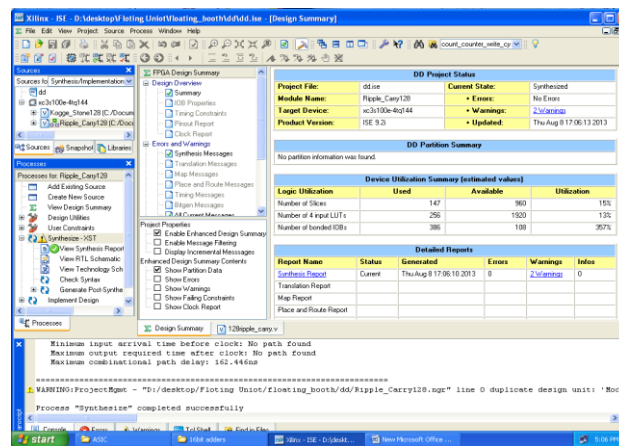 Xilinx - ISE - D:\desktop\Floting Uniot\floating_booth\dd\dd.ise - [Design Summary]
File Edit View Project Source Process Window Help
count_counter_write_cy
Sources
Sources for: Synthesis/Implementation
dd
xc3s100e-4tq144
Kogge_Stone128 (C:/Docum
Ripple_Carry128 (C:/Docum
Sources Snapshot Libraries
Processes
Processes for: Ripple_Carry128
Add Existing Source
Create New Source
View Design Summary
Design Utilities
User Constraints
Synthesize - XST
View Synthesis Report
View RTL Schematic
View Technology Sch
Check Syntax
Generate Post-Synthe
Implement Design
Processes
FPGA Design Summary
Design Overview
Summary
IOB Properties
Timing Constraints
Pinout Report
Clock Report
Errors and Warnings
Synthesis Messages
Translation Messages
Map Messages
Place and Route Messages
Timing Messages
Bitgen Messages
All Current Messages
Project Properties
Enable Enhanced Design Summary
Enable Message Filtering
Display Incremental Messages
Enhanced Design Summary Contents
Show Partition Data
Show Errors
Show Warnings
Show Failing Constraints
Show Clock Report
DD Project Status
Project File: dd.ise Current State: Synthesized
Module Name: Ripple_Carry128 • Errors: No Errors
Target Device: xc3s100e-4tq144 • Warnings: 2 Warnings
Product Version: ISE 9.2i • Updated: Thu Aug 8 17:06:13 2013
DD Partition Summary
No partition information was found.
Device Utilization Summary (estimated values)
Logic Utilization Used Available Utilization
Number of Slices 147 960 15%
Number of 4 input LUTs 256 1920 13%
Number of bonded IOBs 386 108 357%
Detailed Reports
Report Name Status Generated Errors Warnings Infos
Synthesis Report Current Thu Aug 8 17:06:10 2013 0 2 Warnings 0
Translation Report
Map Report
Place and Route Report
Design Summary 128ripple_carry.v
Minimum input arrival time before clock: No path found
Maximum output required time after clock: No path found
Maximum combinational path delay: 162.446ns
WARNING:ProjectMgmt - "D:/desktop/Floting Uniot/floating_booth/dd/Ripple_Carry128.ngr" line 0 duplicate design unit: 'Mod
Process "Synthesize" completed successfully
Console Errors Warnings Tcl Shell Find in Files
start ASIC 16bit adders Xilinx - ISE - D:\deskt... New Microsoft Office ... 5:06 PM